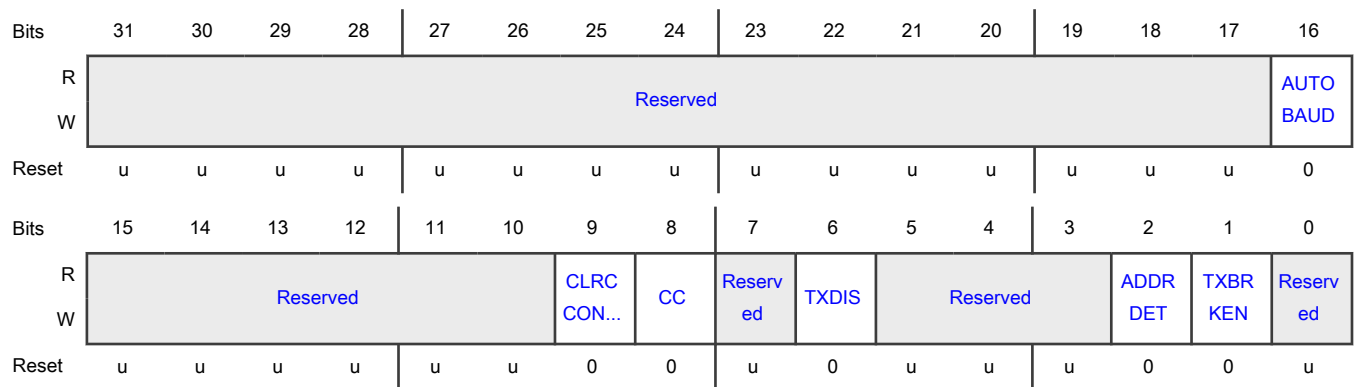 Bits 31 30 29 28 27 26 25 24 23 22 21 20 19 18 17 16
R
Reserved
AUTO
BAUD
W
Reset u u u u u u u u u u u u u u u 0
Bits 15 14 13 12 11 10 9 8 7 6 5 4 3 2 1 0
R
Reserved
CLRC
CON...
CC
Reserv
ed
TXDIS
Reserved
ADDR
DET
TXBR
KEN
Reserv
ed
W
Reset u u u u u u 0 0 u 0 u u u 0 0 u